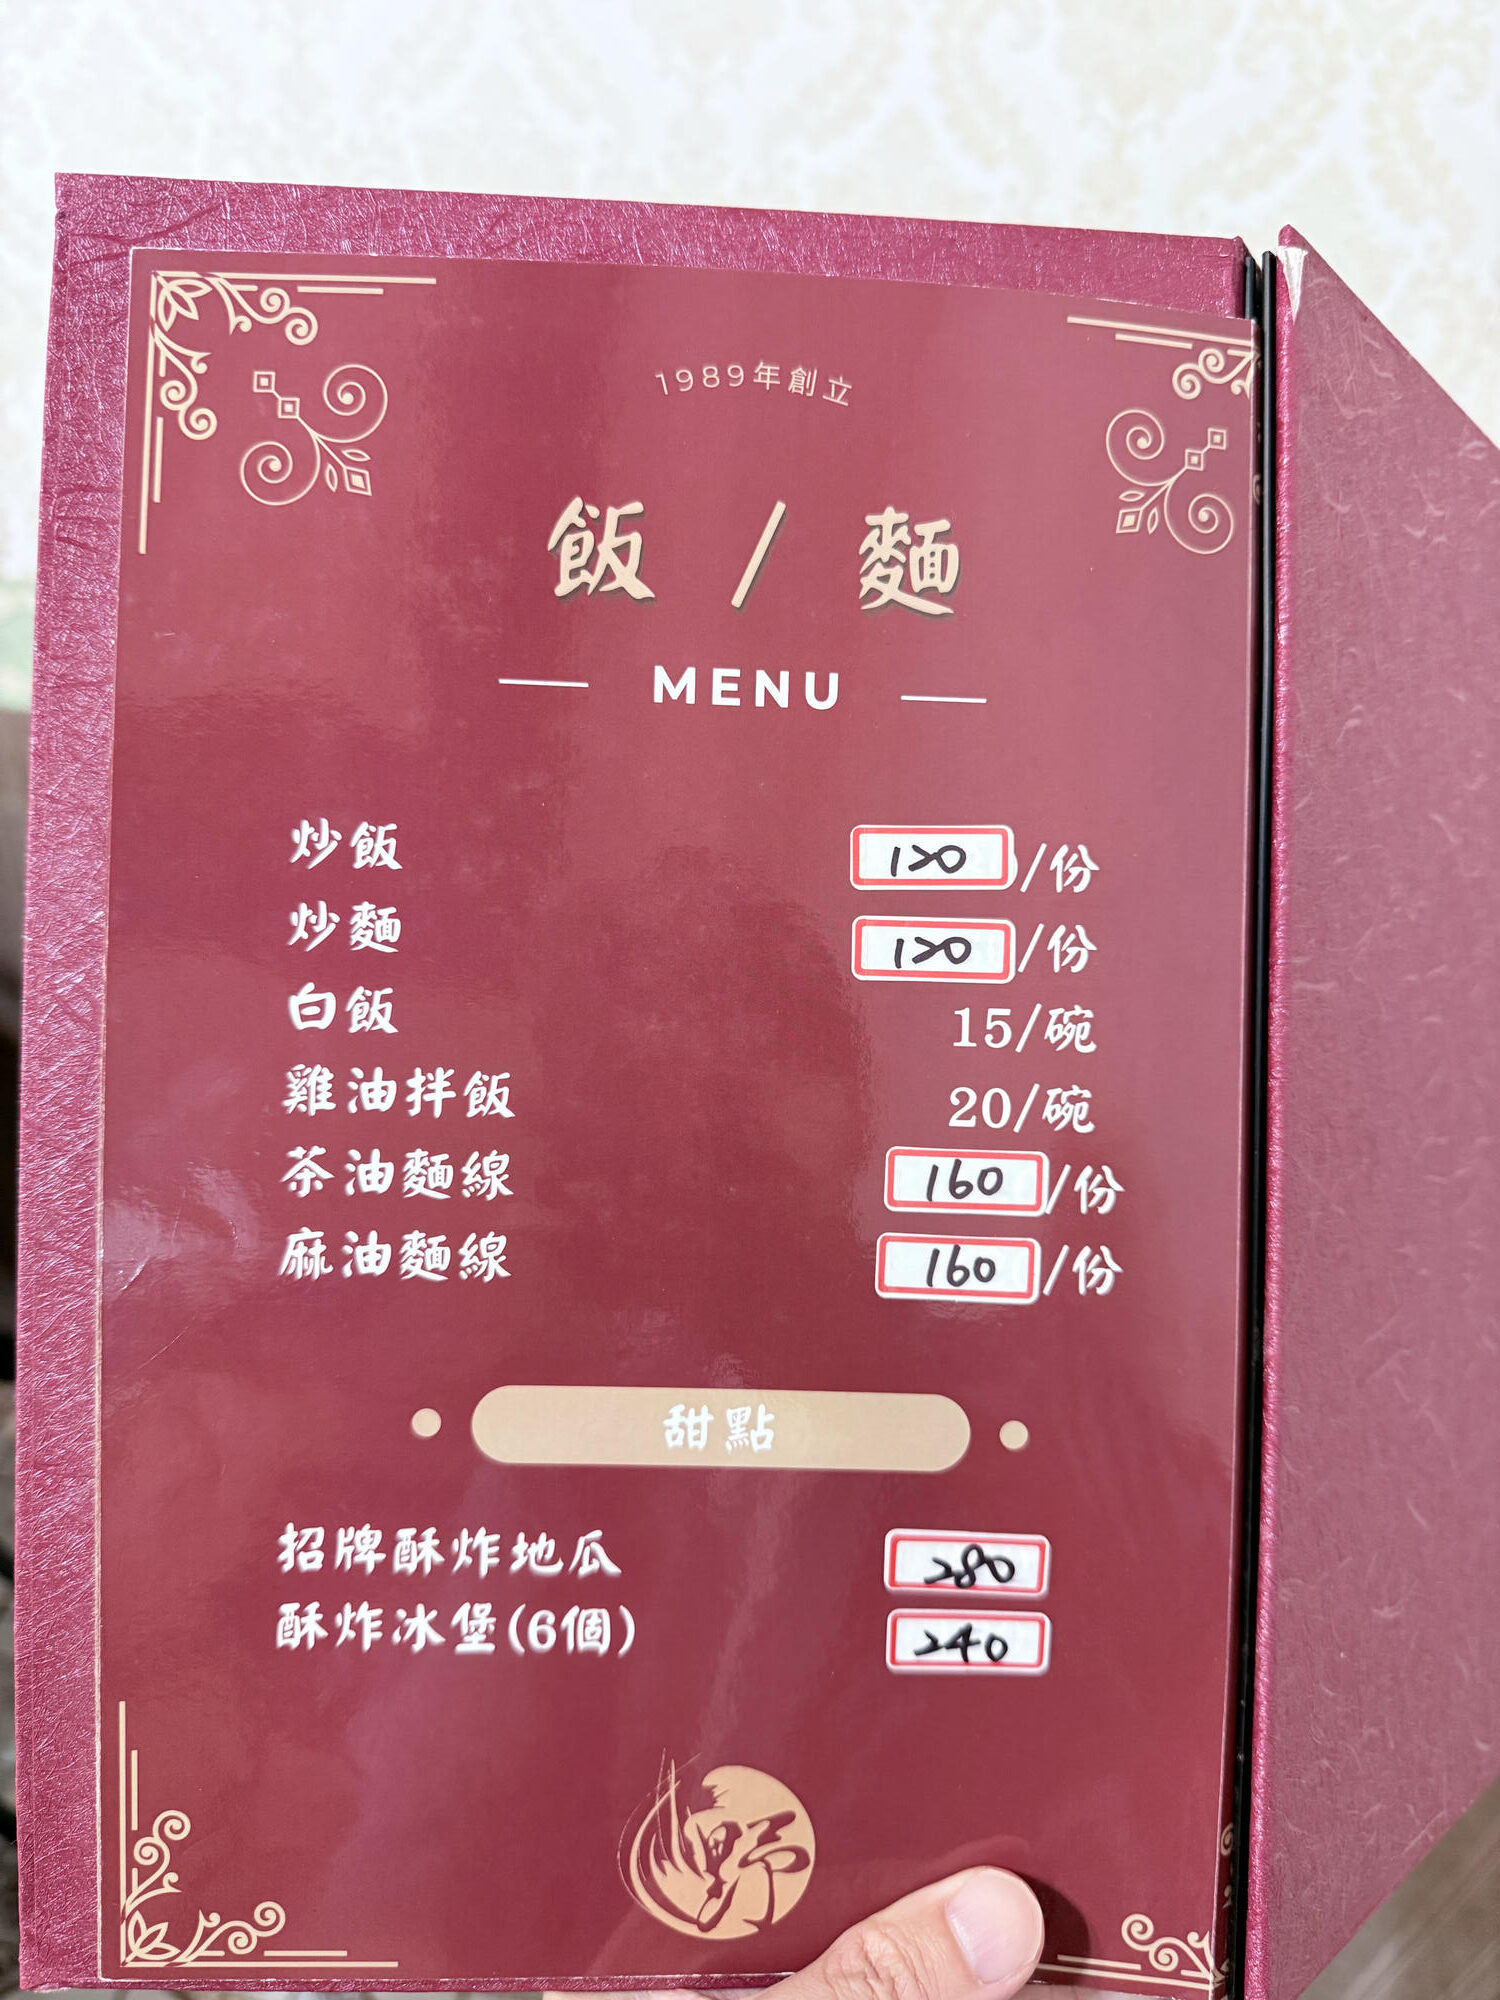 1989年創立
飯 / 麵
MENU
炒飯 120/份
炒麵 120/份
白飯 15/碗
雞油拌飯 20/碗
茶油麵線 160/份
麻油麵線 160/份
甜點
招牌酥炸地瓜 280
酥炸冰堡(6個) 240
野